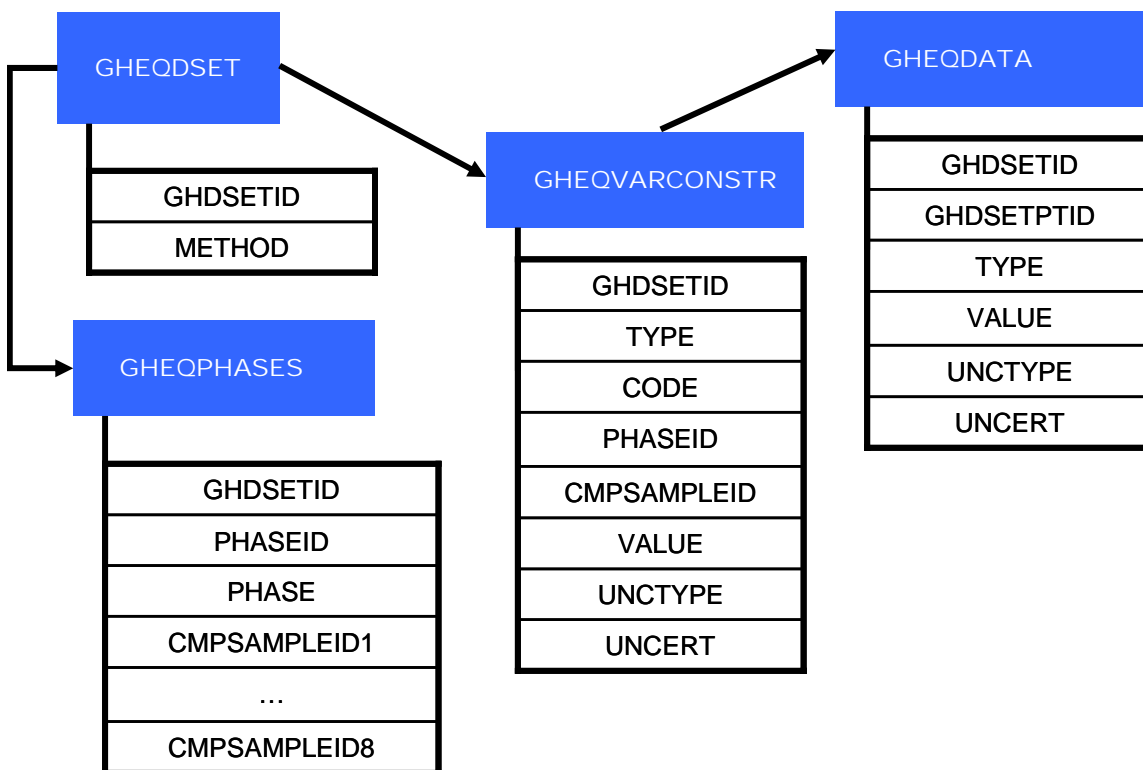 GHEQDSET
GHDSETID
METHOD
GHEQPHASES
GHDSETID
PHASEID
PHASE
CMPSAMPLEID1
...
CMPSAMPLEID8
GHEQVARCONSTR
GHDSETID
TYPE
CODE
PHASEID
CMPSAMPLEID
VALUE
UNCTYPE
UNCERT
GHEQDATA
GHDSETID
GHDSETPTID
TYPE
VALUE
UNCTYPE
UNCERT